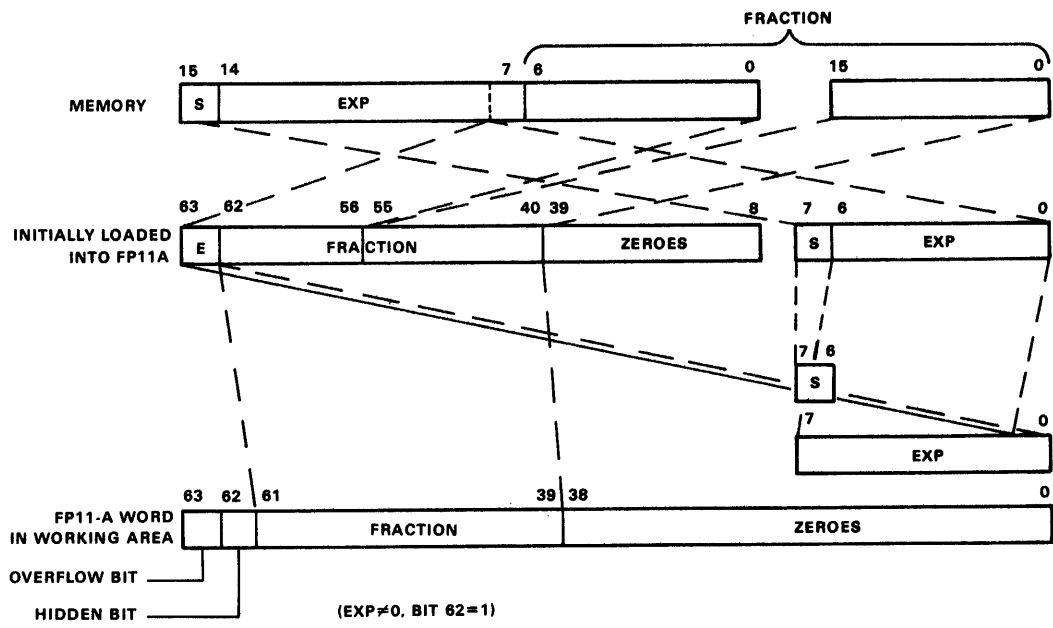 FRACTION
15 14 7 6 0 15 0
MEMORY S EXP
63 62 56 55 40 39 8 7 6 0
INITIALLY LOADED
INTO FP11A
E FRACTION ZEROES S EXP
7 6
S
7 0
EXP
63 62 61 39 38 0
FP11-A WORD
IN WORKING AREA
FRACTION ZEROES
OVERFLOW BIT
HIDDEN BIT (EXP≠0, BIT 62=1)